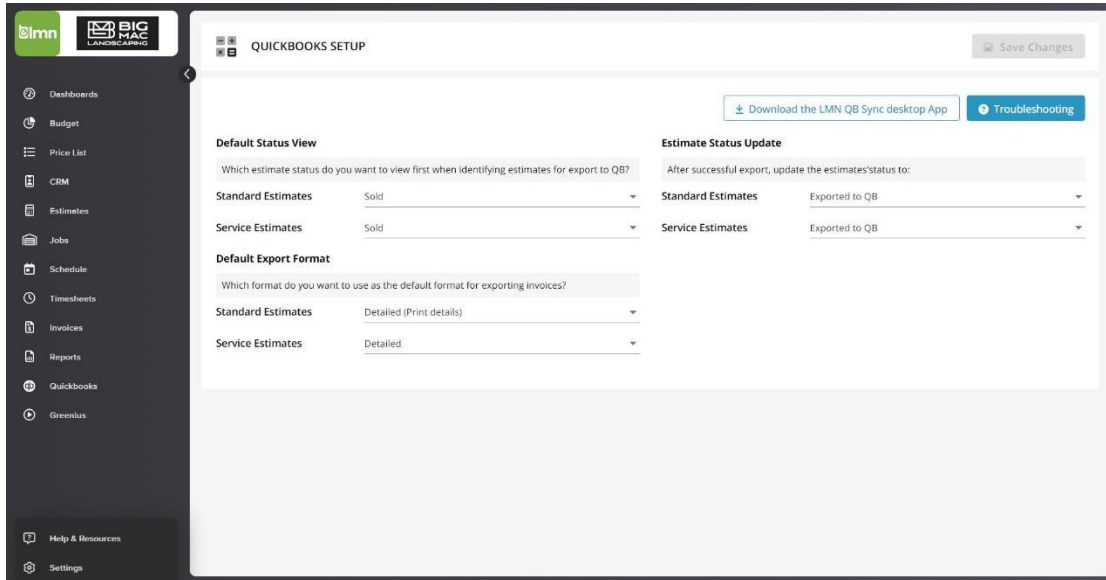 lmn
BIG
MAC
LANDSCAPING
Dashboards
Budget
Price List
CRM
Estimates
Jobs
Schedule
Timesheets
Invoices
Reports
Quickbooks
Greenius
Help & Resources
Settings
QUICKBOOKS SETUP
Save Changes
Download the LMN QB Sync desktop App
Troubleshooting
Default Status View
Which estimate status do you want to view first when identifying estimates for export to QB?
Standard Estimates Sold
Service Estimates Sold
Default Export Format
Which format do you want to use as the default format for exporting invoices?
Standard Estimates Detailed (Print details)
Service Estimates Detailed
Estimate Status Update
After successful export, update the estimates'status to:
Standard Estimates Exported to QB
Service Estimates Exported to QB